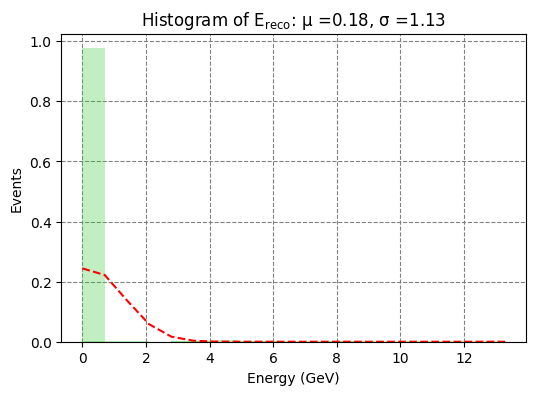 Histogram of E_reco: μ =0.18, σ =1.13
1.0
0.8
0.6
0.4
0.2
0.0
Events
0 2 4 6 8 10 12
Energy (GeV)